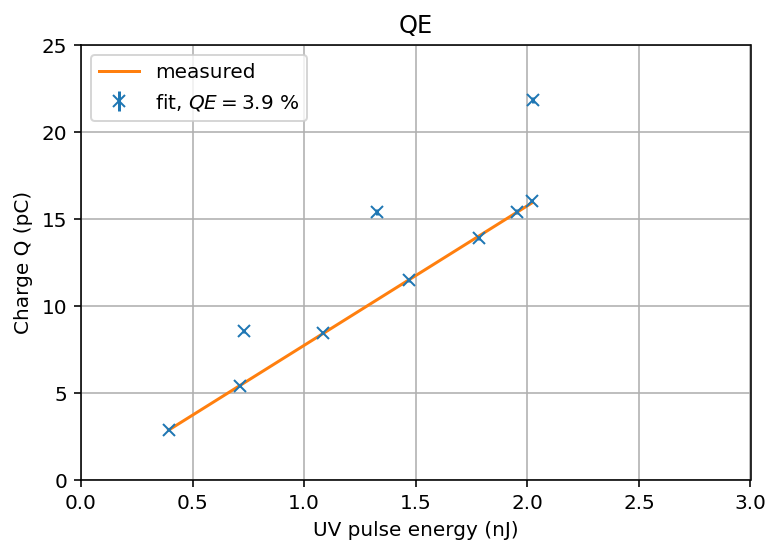 QE
measured
fit, QE = 3.9 %
Charge Q (pC)
25
20
15
10
5
0
0.0 0.5 1.0 1.5 2.0 2.5 3.0
UV pulse energy (nJ)